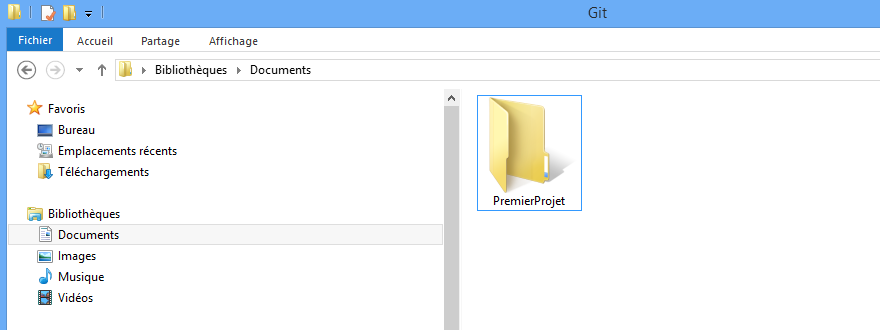 Git
Fichier Accueil Partage Affichage
Bibliothèques Documents
Favoris
Bureau
Emplacements récents
Téléchargements
Bibliothèques
Documents
Images
Musique
Vidéos
PremierProjet